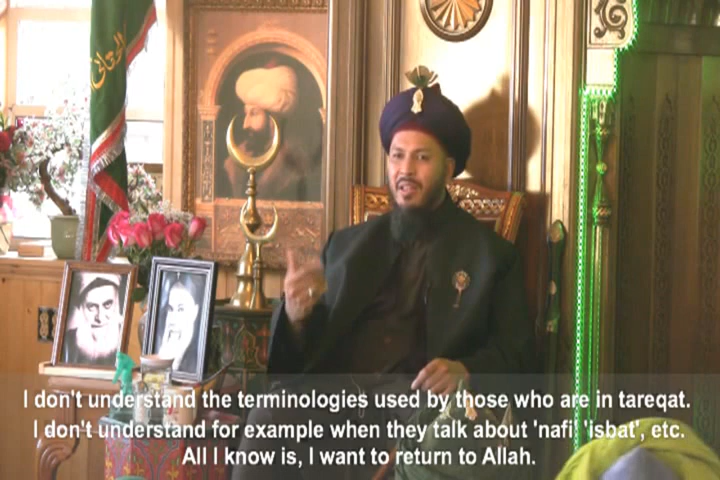 الحقاني
I don't understand the terminologies used by those who are in tareqat.
I don't understand for example when they talk about 'nafi' 'isbat', etc.
All I know is, I want to return to Allah.